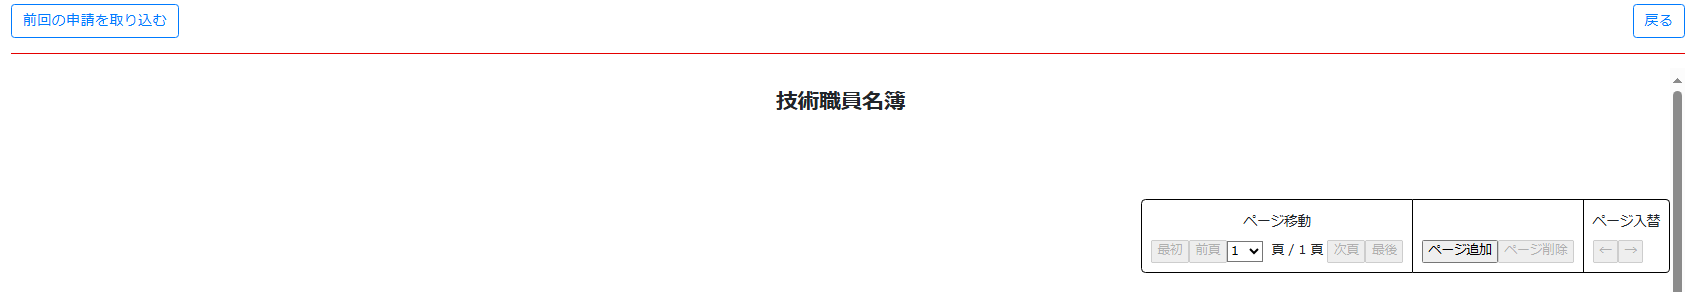 前回の申請を取り込む 戻る
技術職員名簿
ページ移動 ページ入替
最初 前頁 1 頁 / 1 頁 次頁 最後 ページ追加 ページ削除 ← →